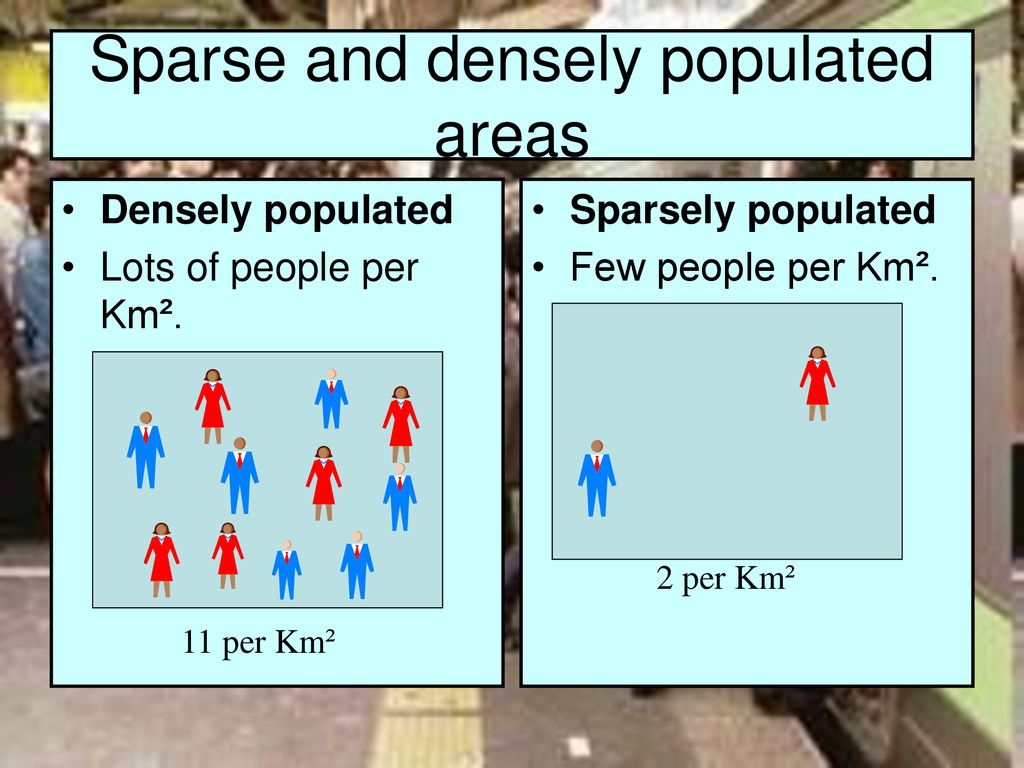 Sparse and densely populated
areas
• Densely populated
• Lots of people per
Km².
11 per Km²
• Sparsely populated
• Few people per Km².
2 per Km²